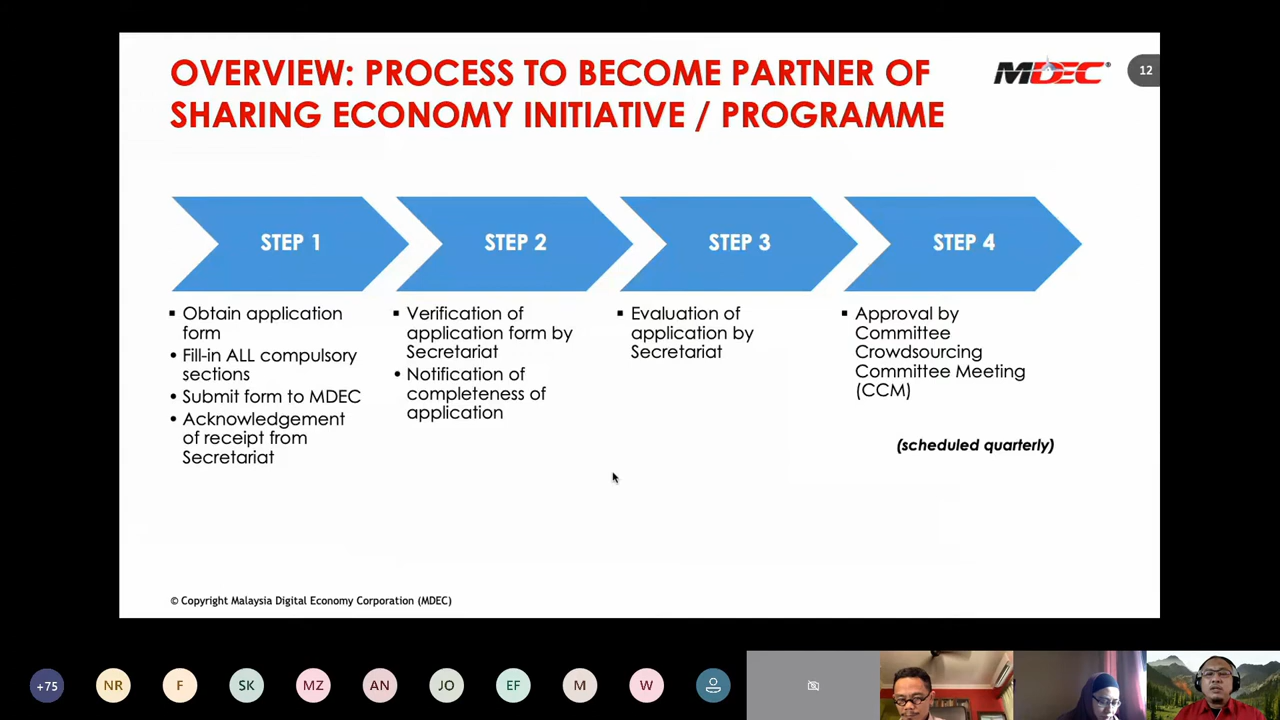 OVERVIEW: PROCESS TO BECOME PARTNER OF
SHARING ECONOMY INITIATIVE / PROGRAMME
MDEC®
12
STEP 1
STEP 2
STEP 3
STEP 4
▪ Obtain application
form
• Fill-in ALL compulsory
sections
• Submit form to MDEC
• Acknowledgement
of receipt from
Secretariat
▪ Verification of
application form by
Secretariat
• Notification of
completeness of
application
▪ Evaluation of
application by
Secretariat
▪ Approval by
Committee
Crowdsourcing
Committee Meeting
(CCM)
(scheduled quarterly)
© Copyright Malaysia Digital Economy Corporation (MDEC)
+75
NR
F
SK
MZ
AN
JO
EF
M
W